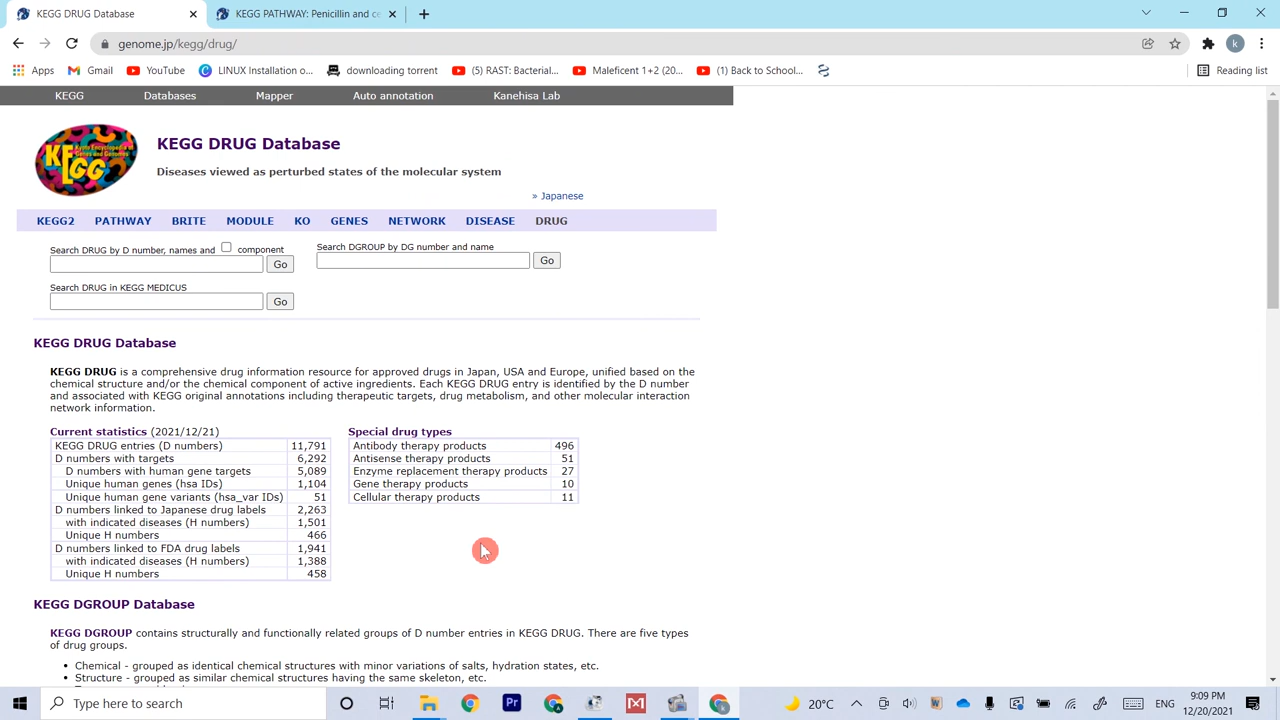 KEGG DRUG Database
KEGG PATHWAY: Penicillin and ce
genome.jp/kegg/drug/
k
Apps
Gmail
YouTube
LINUX Installation o...
downloading torrent
(5) RAST: Bacterial...
Maleficent 1+2 (20...
(1) Back to School...
Reading list
KEGG Databases Mapper Auto annotation Kanehisa Lab
KEGG
KEGG DRUG Database
Diseases viewed as perturbed states of the molecular system
» Japanese
KEGG2 PATHWAY BRITE MODULE KO GENES NETWORK DISEASE DRUG
Search DRUG by D number, names and component
Go
Search DGROUP by DG number and name
Go
Search DRUG in KEGG MEDICUS
Go
KEGG DRUG Database
KEGG DRUG is a comprehensive drug information resource for approved drugs in Japan, USA and Europe, unified based on the
chemical structure and/or the chemical component of active ingredients. Each KEGG DRUG entry is identified by the D number
and associated with KEGG original annotations including therapeutic targets, drug metabolism, and other molecular interaction
network information.
Current statistics (2021/12/21)
KEGG DRUG entries (D numbers) 11,791
D numbers with targets 6,292
D numbers with human gene targets 5,089
Unique human genes (hsa IDs) 1,104
Unique human gene variants (hsa_var IDs) 51
D numbers linked to Japanese drug labels 2,263
with indicated diseases (H numbers) 1,501
Unique H numbers 466
D numbers linked to FDA drug labels 1,941
with indicated diseases (H numbers) 1,388
Unique H numbers 458
Special drug types
Antibody therapy products 496
Antisense therapy products 51
Enzyme replacement therapy products 27
Gene therapy products 10
Cellular therapy products 11
KEGG DGROUP Database
KEGG DGROUP contains structurally and functionally related groups of D number entries in KEGG DRUG. There are five types
of drug groups.
• Chemical - grouped as identical chemical structures with minor variations of salts, hydration states, etc.
• Structure - grouped as similar chemical structures having the same skeleton, etc.
Type here to search
Pr
20°C
ENG
9:09 PM
12/20/2021